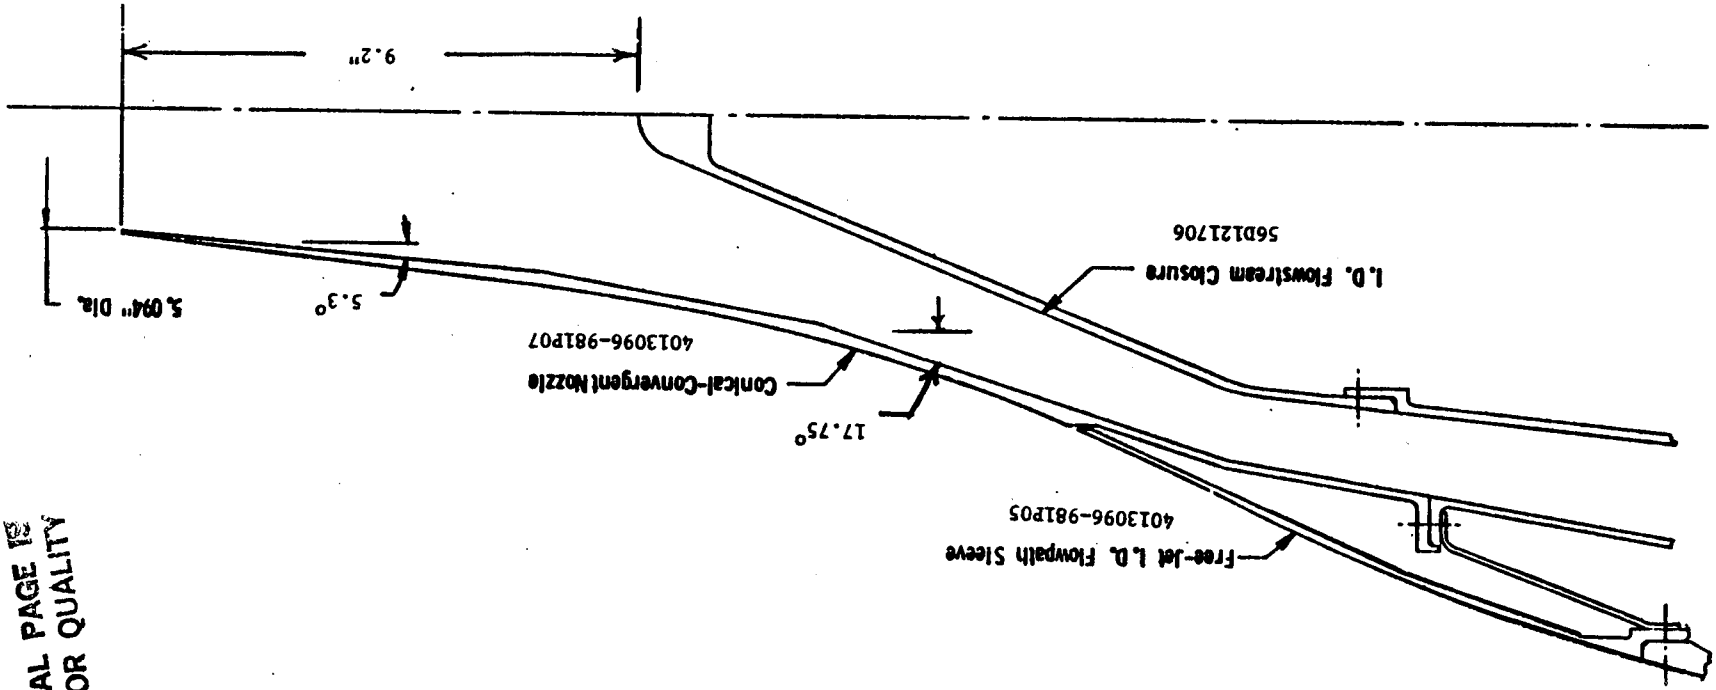 Free-Jet I. D. Flowpath Sleeve
4013096-981P05
17.75°
Conical-Convergent Nozzle
4013096-981P07
5.3°
5.094" Dia.
I. D. Flowstream Closure
56D121706
9.2"
AL PAGE IS
OR QUALITY